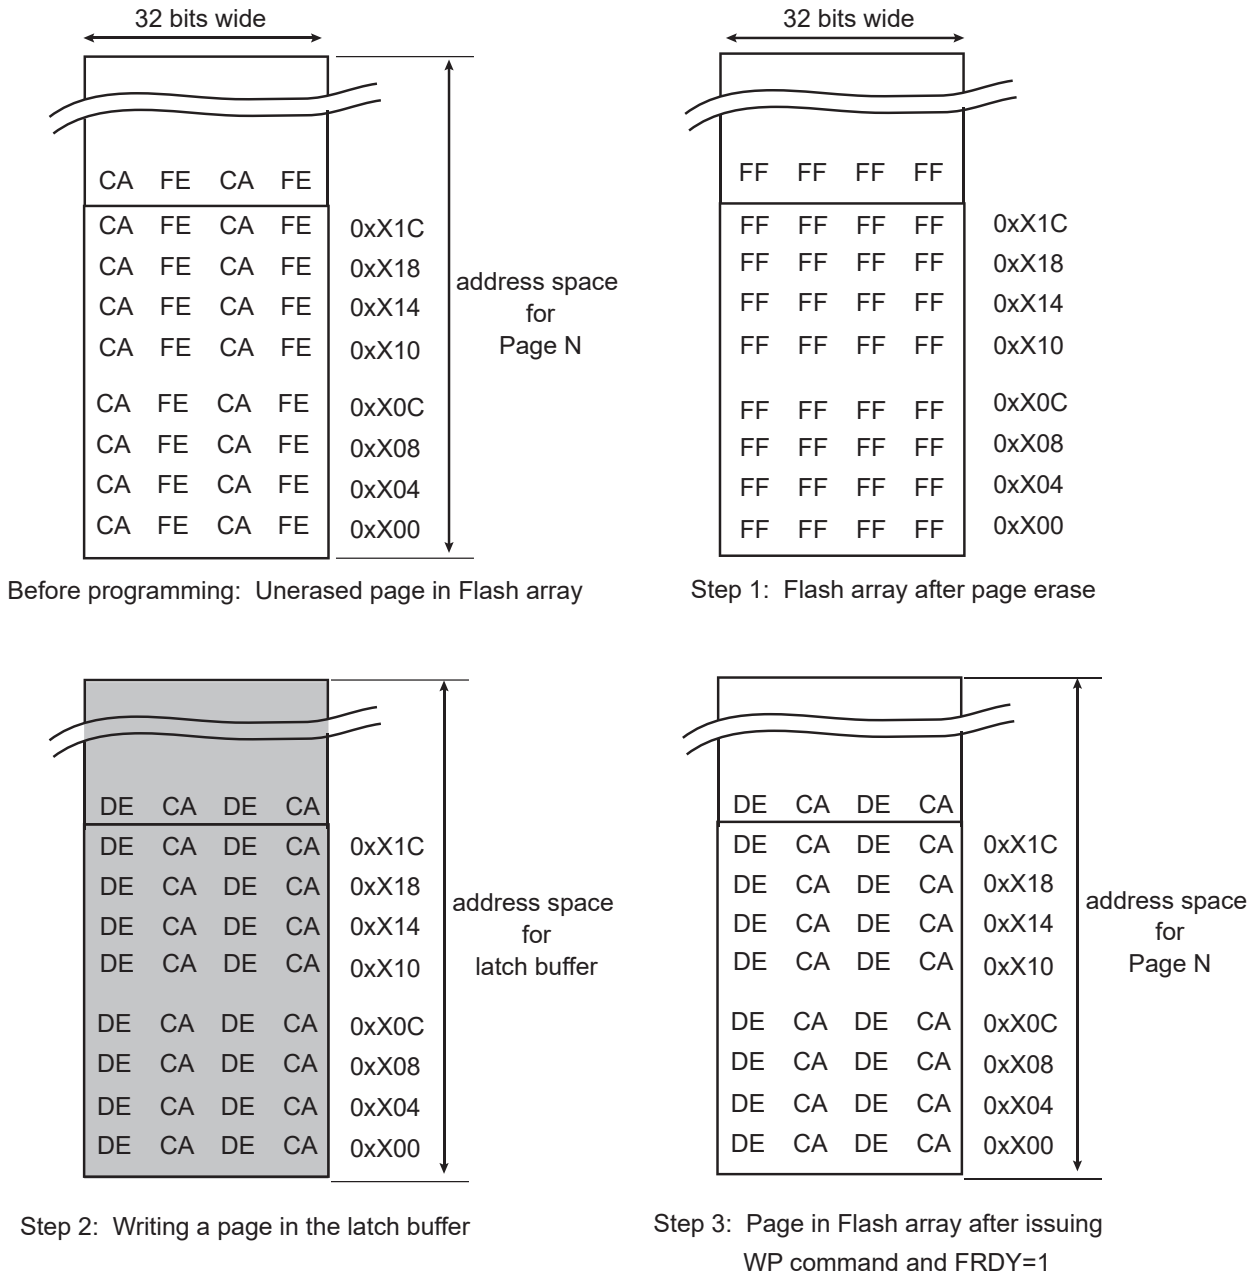 32 bits wide
CA FE CA FE
CA FE CA FE 0xX1C
CA FE CA FE 0xX18
CA FE CA FE 0xX14
CA FE CA FE 0xX10
CA FE CA FE 0xX0C
CA FE CA FE 0xX08
CA FE CA FE 0xX04
CA FE CA FE 0xX00
address space
for
Page N
Before programming: Unerased page in Flash array
32 bits wide
FF FF FF FF
FF FF FF FF 0xX1C
FF FF FF FF 0xX18
FF FF FF FF 0xX14
FF FF FF FF 0xX10
FF FF FF FF 0xX0C
FF FF FF FF 0xX08
FF FF FF FF 0xX04
FF FF FF FF 0xX00
Step 1: Flash array after page erase
DE CA DE CA
DE CA DE CA 0xX1C
DE CA DE CA 0xX18
DE CA DE CA 0xX14
DE CA DE CA 0xX10
DE CA DE CA 0xX0C
DE CA DE CA 0xX08
DE CA DE CA 0xX04
DE CA DE CA 0xX00
address space
for
latch buffer
Step 2: Writing a page in the latch buffer
DE CA DE CA
DE CA DE CA 0xX1C
DE CA DE CA 0xX18
DE CA DE CA 0xX14
DE CA DE CA 0xX10
DE CA DE CA 0xX0C
DE CA DE CA 0xX08
DE CA DE CA 0xX04
DE CA DE CA 0xX00
address space
for
Page N
Step 3: Page in Flash array after issuing
WP command and FRDY=1